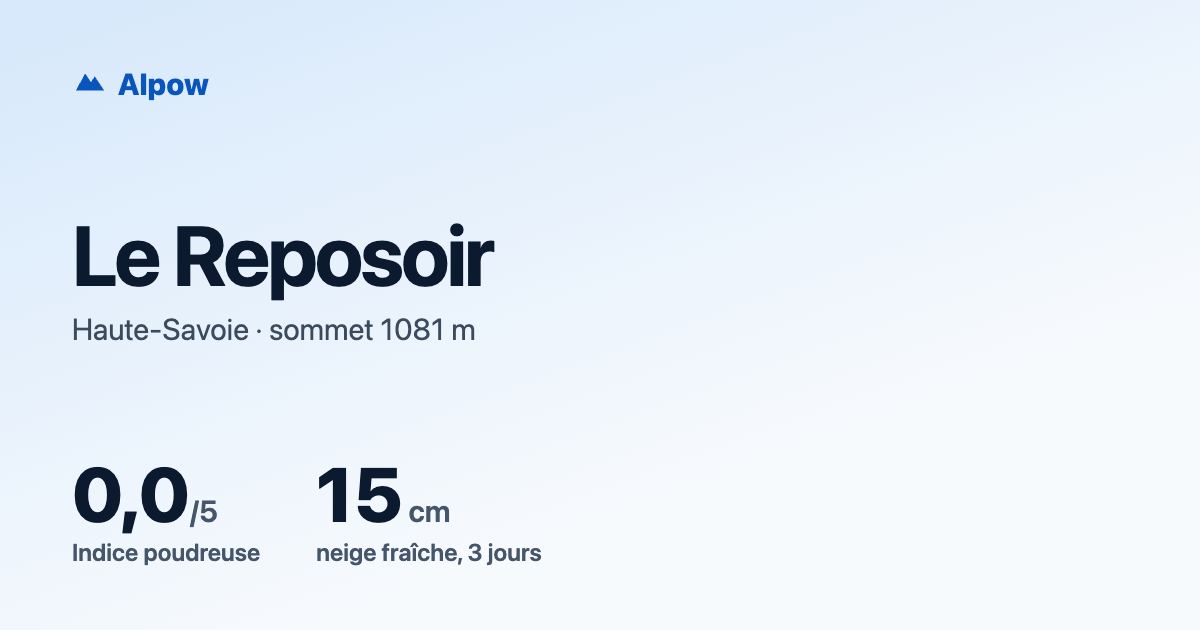 Alpow
Le Reposoir
Haute-Savoie · sommet 1081 m
0,0/5 15 cm
Indice poudreuse neige fraîche, 3 jours